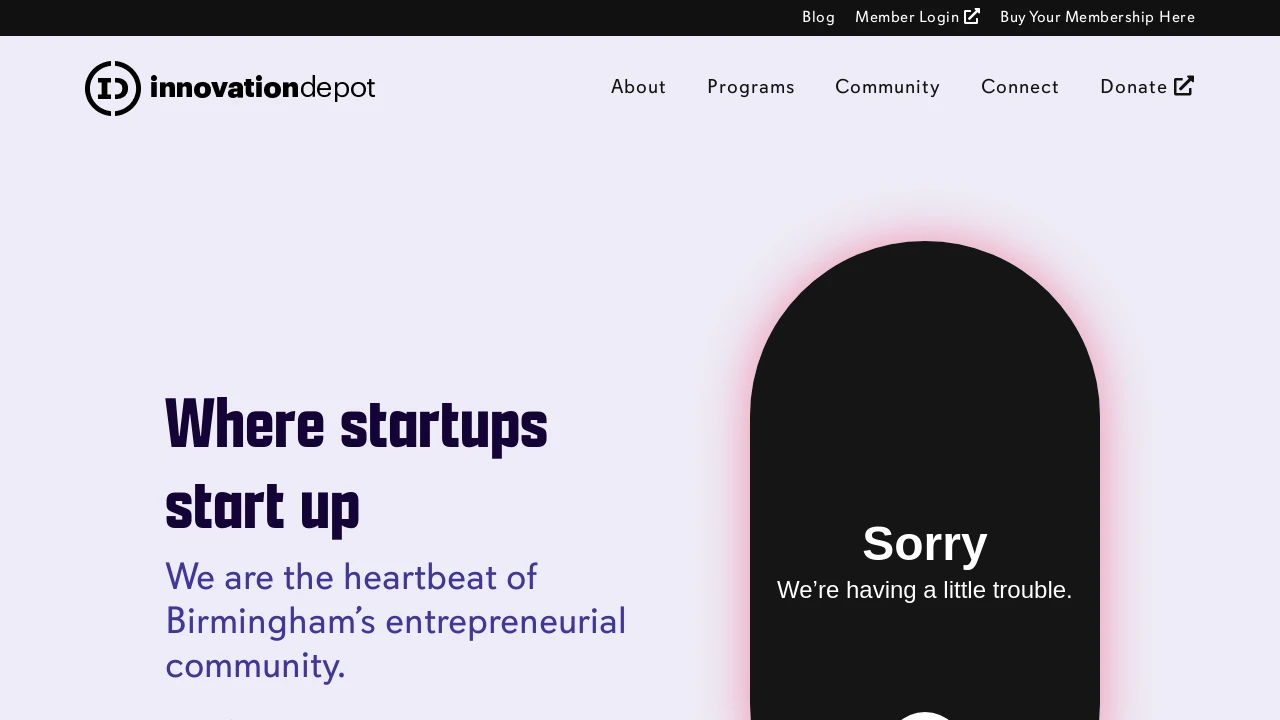 Blog Member Login Buy Your Membership Here
ID innovationdepot
About Programs Community Connect Donate
Where startups
start up
We are the heartbeat of
Birmingham’s entrepreneurial
community.
Sorry
We’re having a little trouble.